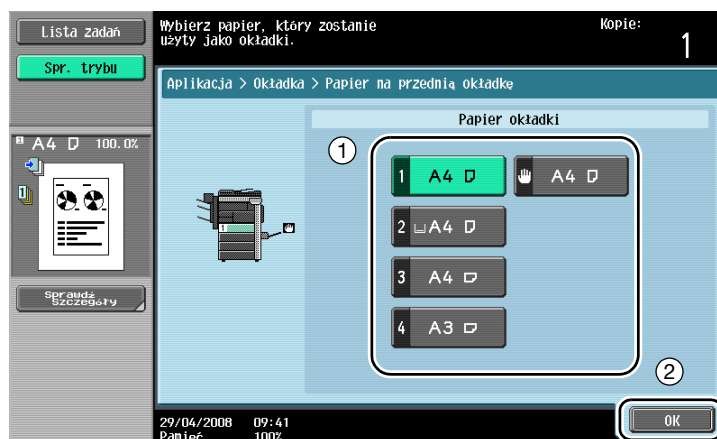 Lista zadań
Spr. trybu
Wybierz papier, który zostanie
użyty jako okładki.
Kopie:
1
Aplikacja > Okładka > Papier na przednią okładkę
A4 100.0%
1
Sprawdź
Szczegóły
Papier okładki
1
1 A4
A4
2 A4
3 A4
4 A3
1
2
OK
29/04/2008 09:41
Pamięć 100%